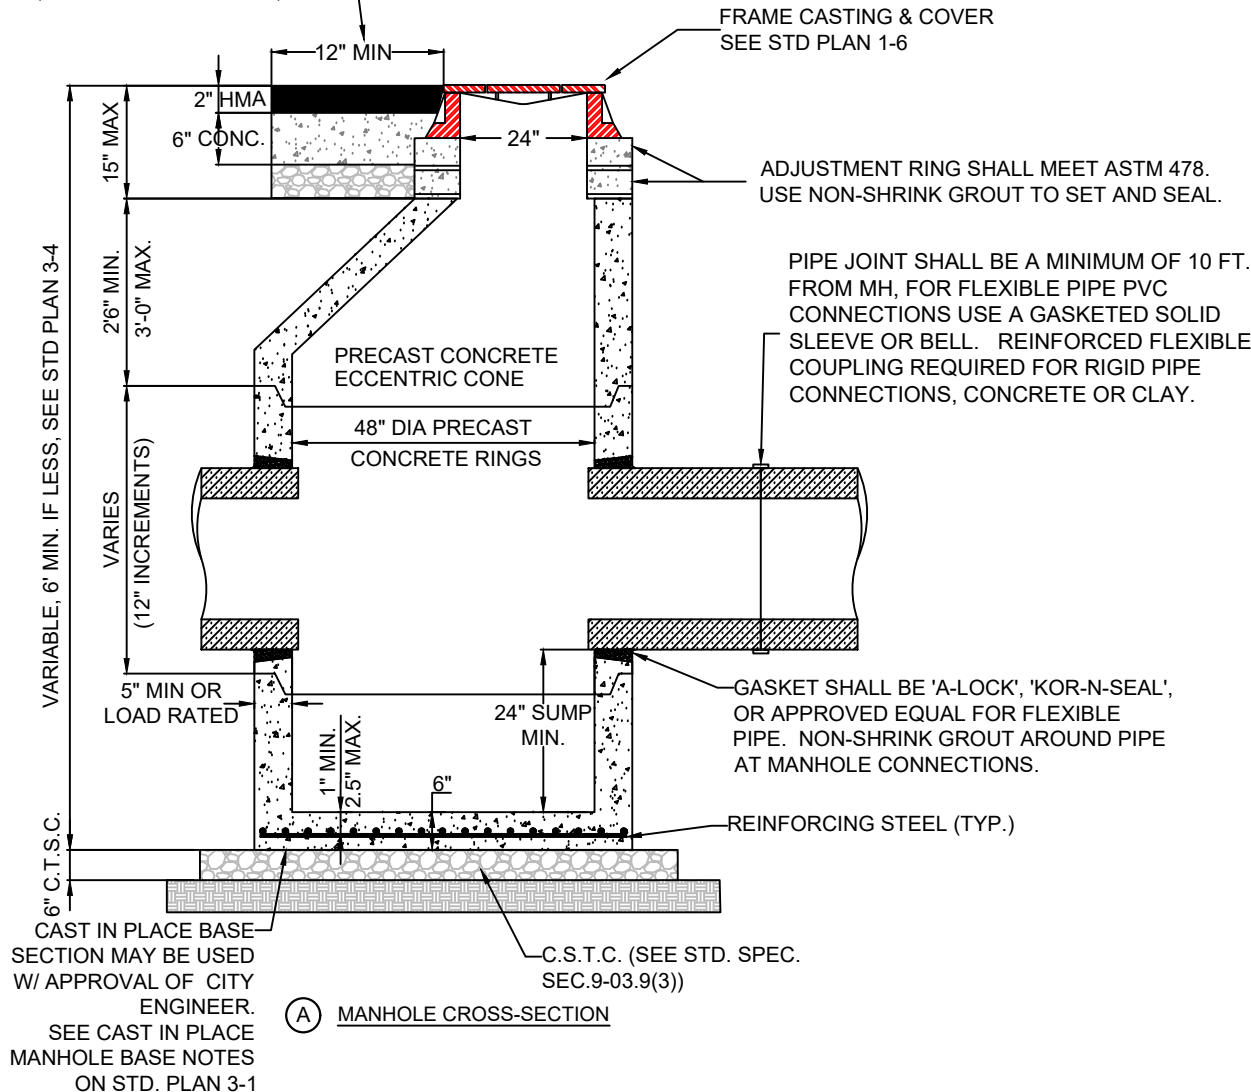 FRAME CASTING & COVER
SEE STD PLAN 1-6
12" MIN
2" HMA
6" CONC.
15" MAX
24"
ADJUSTMENT RING SHALL MEET ASTM 478.
USE NON-SHRINK GROUT TO SET AND SEAL.
PIPE JOINT SHALL BE A MINIMUM OF 10 FT.
FROM MH, FOR FLEXIBLE PIPE PVC
CONNECTIONS USE A GASKETED SOLID
SLEEVE OR BELL. REINFORCED FLEXIBLE
COUPLING REQUIRED FOR RIGID PIPE
CONNECTIONS, CONCRETE OR CLAY.
2'6" MIN.
3'-0" MAX.
VARIABLE, 6' MIN. IF LESS, SEE STD PLAN 3-4
PRECAST CONCRETE
ECCENTRIC CONE
48" DIA PRECAST
CONCRETE RINGS
VARIES
(12" INCREMENTS)
5" MIN OR
LOAD RATED
24" SUMP
MIN.
GASKET SHALL BE 'A-LOCK', 'KOR-N-SEAL',
OR APPROVED EQUAL FOR FLEXIBLE
PIPE. NON-SHRINK GROUT AROUND PIPE
AT MANHOLE CONNECTIONS.
1" MIN.
2.5" MAX.
6"
REINFORCING STEEL (TYP.)
6" C.T.S.C.
CAST IN PLACE BASE
SECTION MAY BE USED
W/ APPROVAL OF CITY
ENGINEER.
SEE CAST IN PLACE
MANHOLE BASE NOTES
ON STD. PLAN 3-1
C.S.T.C. (SEE STD. SPEC.
SEC.9-03.9(3))
A MANHOLE CROSS-SECTION